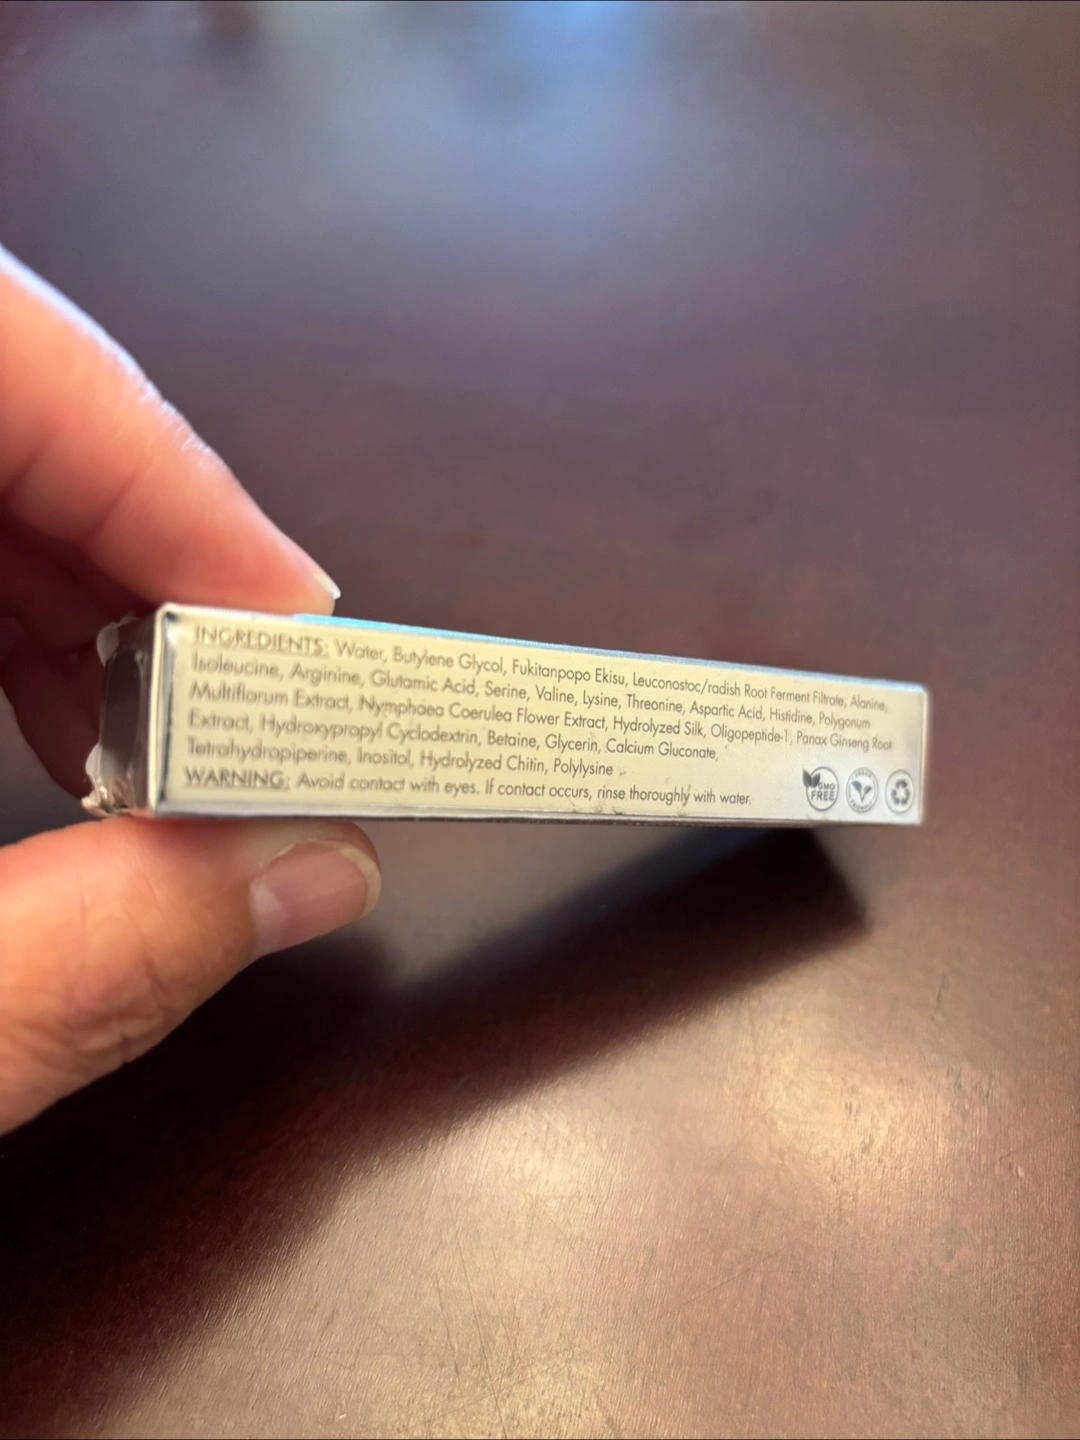 INGREDIENTS: Water, Butylene Glycol, Fukitanpopo Ekisu, Leuconostoc/radish Root Ferment Filtrate, Alanine,
Isoleucine, Arginine, Glutamic Acid, Serine, Valine, Lysine, Threonine, Aspartic Acid, Histidine, Polygonum
Multiflorum Extract, Nymphaea Coerulea Flower Extract, Hydrolyzed Silk, Oligopeptide-1, Panax Ginseng Root
Extract, Hydroxypropyl Cyclodextrin, Betaine, Glycerin, Calcium Gluconate,
Tetrahydropiperine, Inositol, Hydrolyzed Chitin, Polylysine
WARNING: Avoid contact with eyes. If contact occurs, rinse thoroughly with water.
GMO
FREE